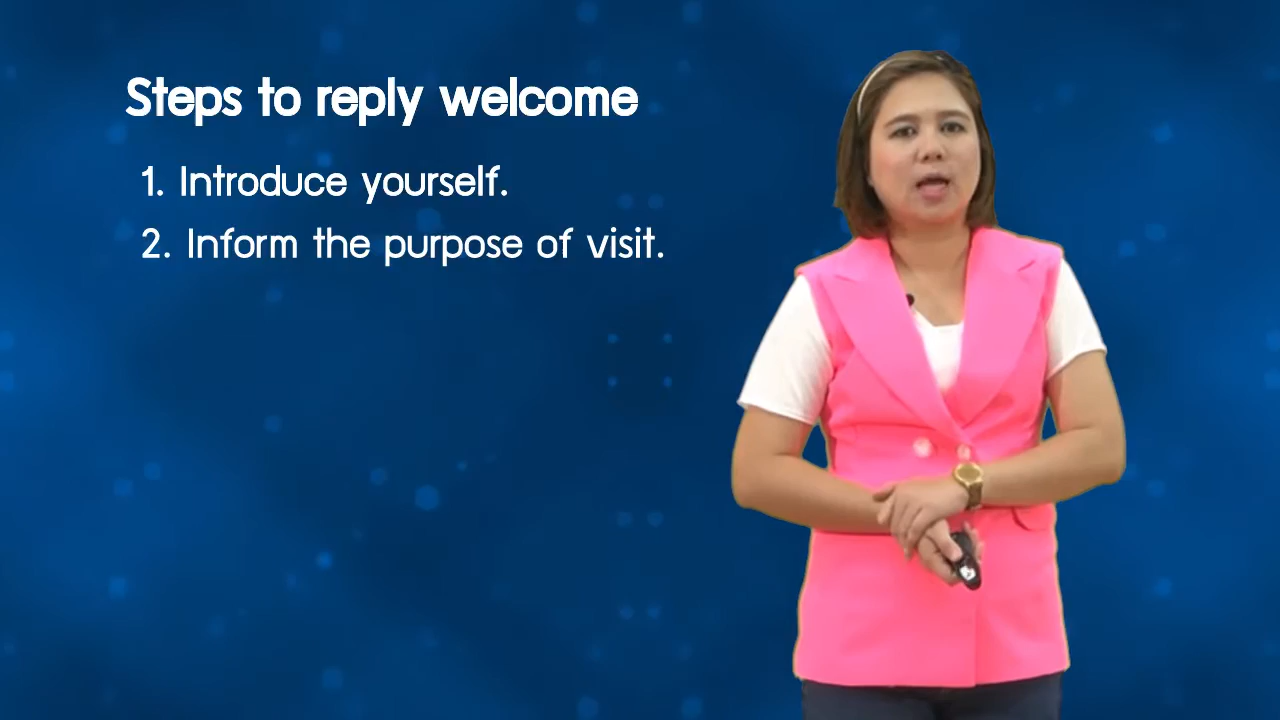 Steps to reply welcome
1. Introduce yourself.
2. Inform the purpose of visit.